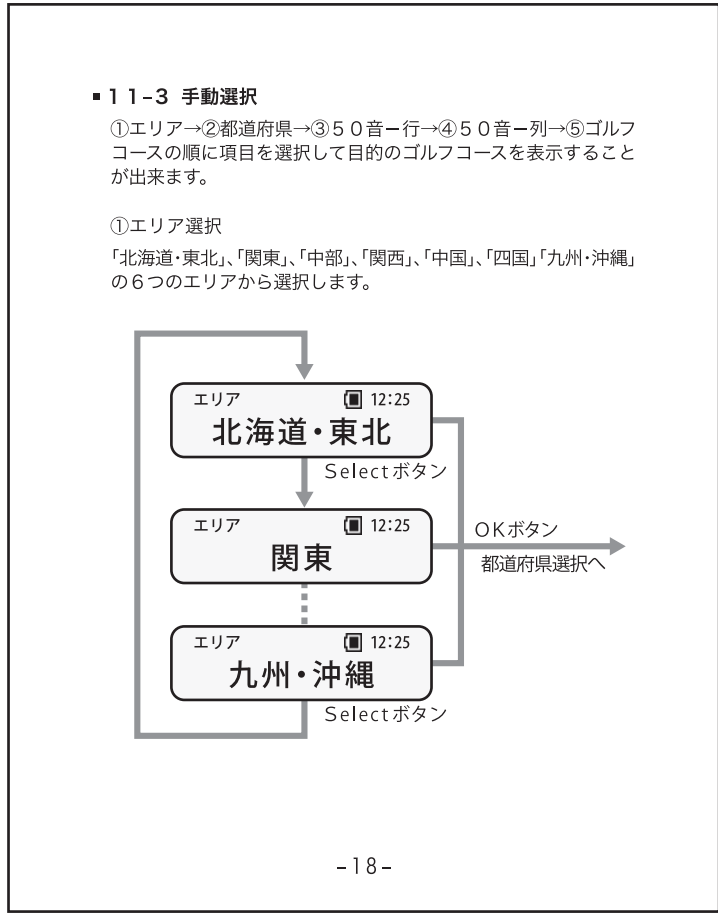 ▪11-3 手動選択
①エリア→②都道府県→③50音ー行→④50音ー列→⑤ゴルフ
コースの順に項目を選択して目的のゴルフコースを表示すること
が出来ます。
①エリア選択
「北海道・東北」、「関東」、「中部」、「関西」、「中国」、「四国」「九州・沖縄」
の6つのエリアから選択します。
エリア 12:25
北海道・東北
Selectボタン
エリア 12:25
関東
OKボタン
都道府県選択へ
エリア 12:25
九州・沖縄
Selectボタン
-18-